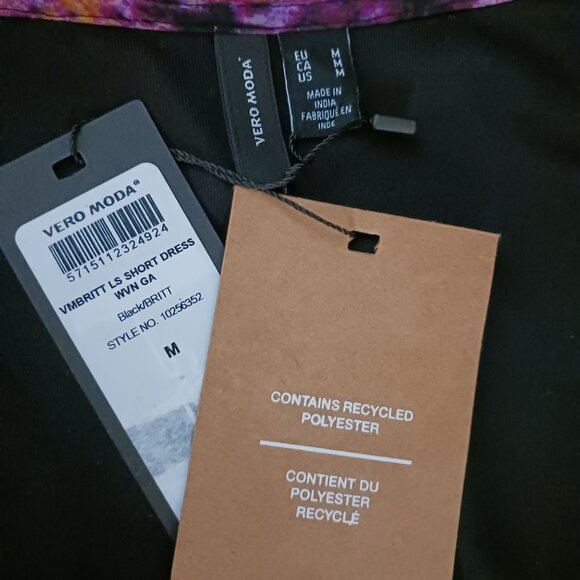 VERO MODA
EU M
CA M
US M
MADE IN
INDIA
FABRIQUÉ EN
INDE
VERO MODA®
5715112324924
VMBRITT LS SHORT DRESS
WVN GA
Black/BRITT
STYLE NO. 10256352
M
CONTAINS RECYCLED
POLYESTER
CONTIENT DU
POLYESTER
RECYCLÉ